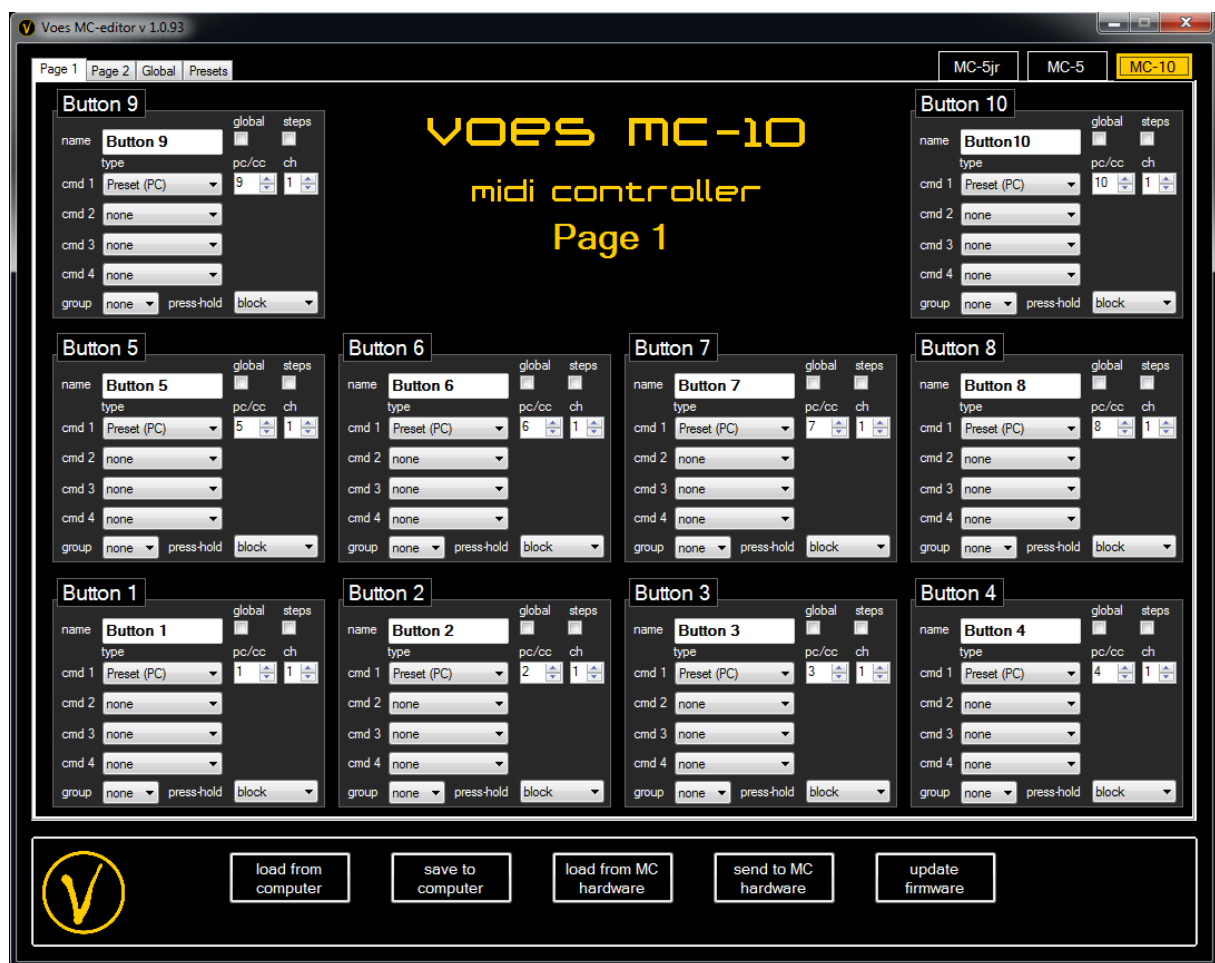 Voes MC-editor v 1.0.93
Page 1 Page 2 Global Presets MC-5jr MC-5 MC-10
Button 9
global steps
name Button 9
type pc/cc ch
cmd 1 Preset (PC) 9 1
cmd 2 none
cmd 3 none
cmd 4 none
group none press-hold block
voes mc-10
midi controller
Page 1
Button 10
global steps
name Button10
type pc/cc ch
cmd 1 Preset (PC) 10 1
cmd 2 none
cmd 3 none
cmd 4 none
group none press-hold block
Button 5
global steps
name Button 5
type pc/cc ch
cmd 1 Preset (PC) 5 1
cmd 2 none
cmd 3 none
cmd 4 none
group none press-hold block
Button 6
global steps
name Button 6
type pc/cc ch
cmd 1 Preset (PC) 6 1
cmd 2 none
cmd 3 none
cmd 4 none
group none press-hold block
Button 7
global steps
name Button 7
type pc/cc ch
cmd 1 Preset (PC) 7 1
cmd 2 none
cmd 3 none
cmd 4 none
group none press-hold block
Button 8
global steps
name Button 8
type pc/cc ch
cmd 1 Preset (PC) 8 1
cmd 2 none
cmd 3 none
cmd 4 none
group none press-hold block
Button 1
global steps
name Button 1
type pc/cc ch
cmd 1 Preset (PC) 1 1
cmd 2 none
cmd 3 none
cmd 4 none
group none press-hold block
Button 2
global steps
name Button 2
type pc/cc ch
cmd 1 Preset (PC) 2 1
cmd 2 none
cmd 3 none
cmd 4 none
group none press-hold block
Button 3
global steps
name Button 3
type pc/cc ch
cmd 1 Preset (PC) 3 1
cmd 2 none
cmd 3 none
cmd 4 none
group none press-hold block
Button 4
global steps
name Button 4
type pc/cc ch
cmd 1 Preset (PC) 4 1
cmd 2 none
cmd 3 none
cmd 4 none
group none press-hold block
V
load from
computer
save to
computer
load from MC
hardware
send to MC
hardware
update
firmware